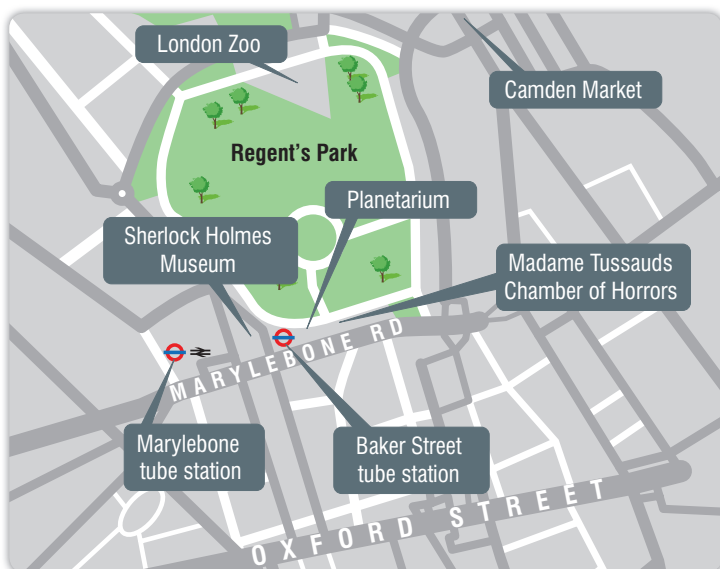 London Zoo
Camden Market
Regent's Park
Planetarium
Sherlock Holmes
Museum
Madame Tussauds
Chamber of Horrors
MARYLEBONE RD
Marylebone
tube station
Baker Street
tube station
OXFORD STREET